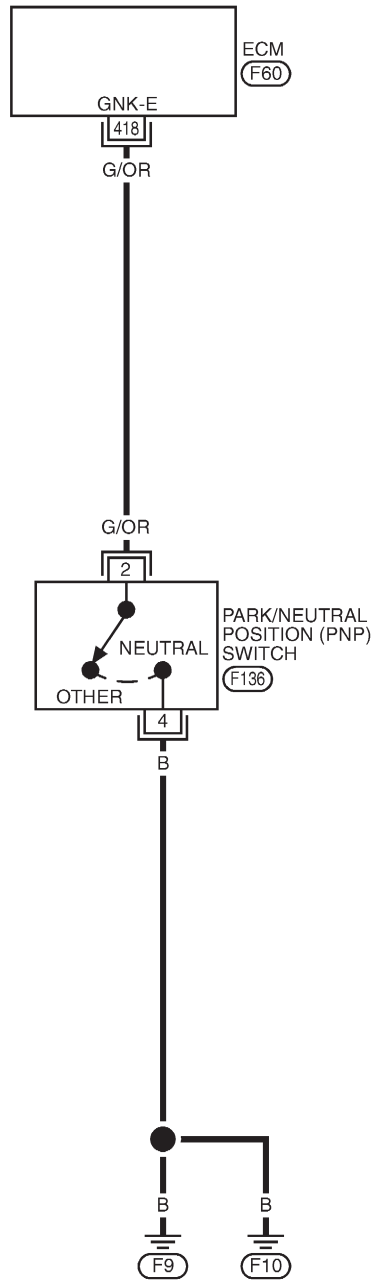 ECM
F60
GNK-E
418
G/OR
G/OR
2
PARK/NEUTRAL
POSITION (PNP)
SWITCH
F136
NEUTRAL
OTHER
4
B
B
B
F9
F10